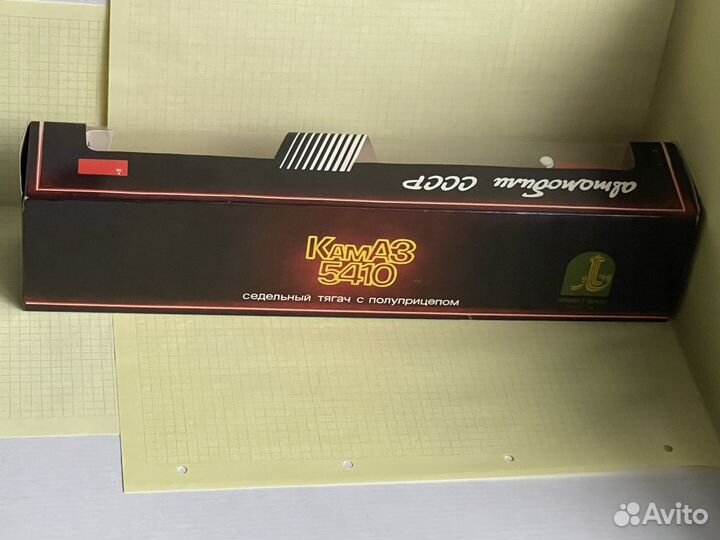 автомобили СССР
КамАЗ
5410
седельный тягач с полуприцепом
Avito